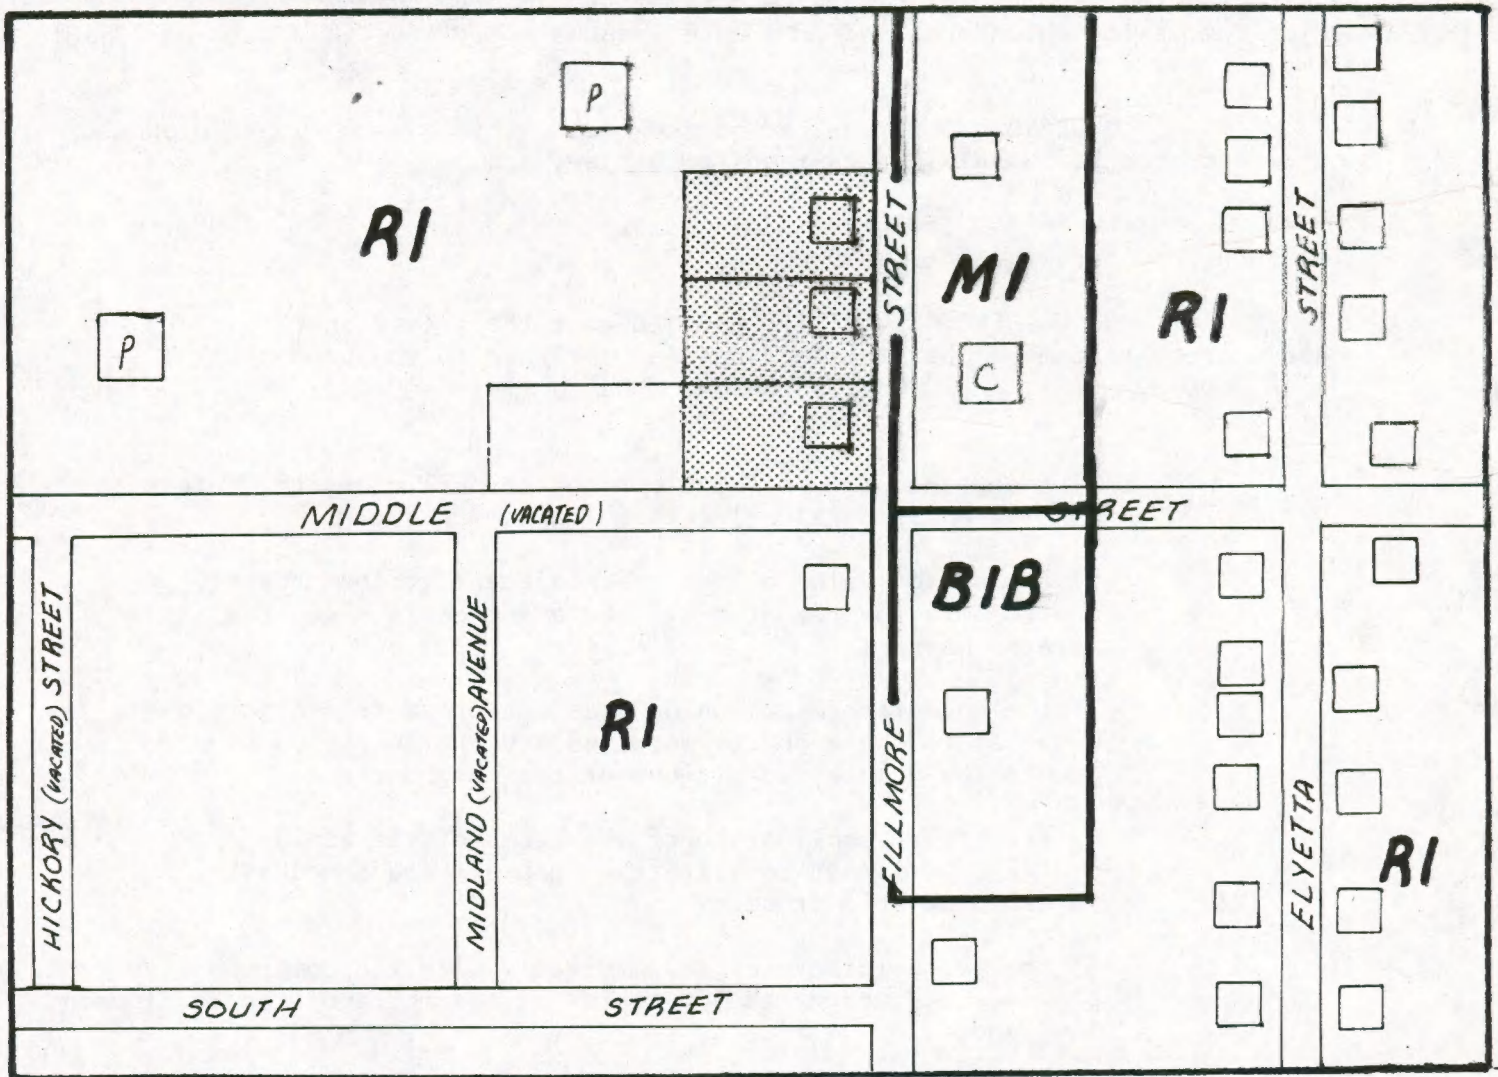 P
R1
P
STREET
M1
C
R1
STREET
MIDDLE (VACATED)
STREET
HICKORY (VACATED) STREET
MIDLAND (VACATED) AVENUE
R1
B1B
FILLMORE
ELYETTA
R1
SOUTH STREET